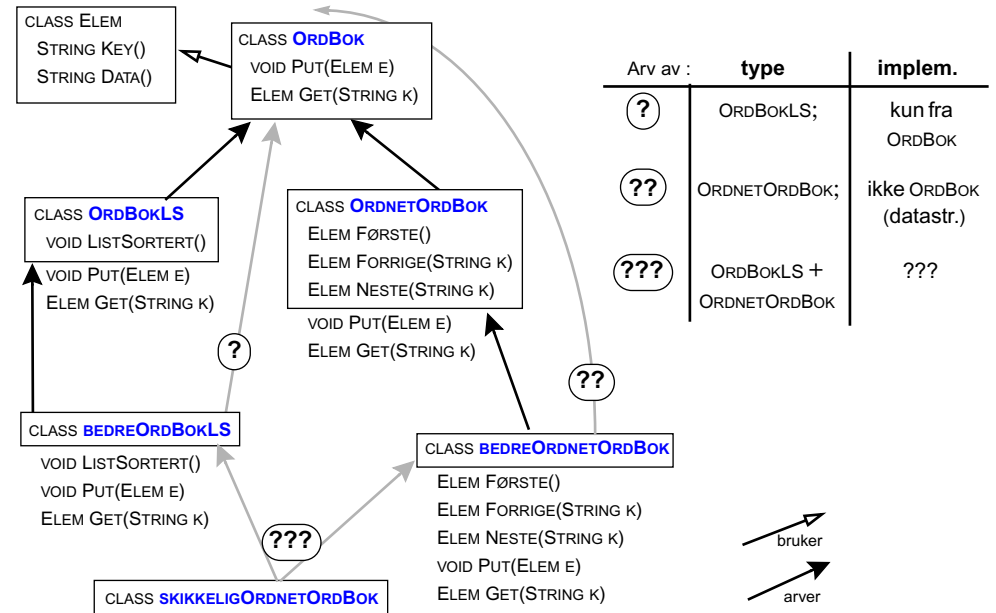 CLASS ELEM
STRING KEY()
STRING DATA()
CLASS ORDBOK
VOID PUT(ELEM E)
ELEM GET(STRING K)
CLASS ORDBOKLS
VOID LISTSORTERT()
VOID PUT(ELEM E)
ELEM GET(STRING K)
CLASS ORDNETORDBOK
ELEM FØRSTE()
ELEM FORRIGE(STRING K)
ELEM NESTE(STRING K)
VOID PUT(ELEM E)
ELEM GET(STRING K)
?
??
CLASS BEDREORDBOKLS
VOID LISTSORTERT()
VOID PUT(ELEM E)
ELEM GET(STRING K)
CLASS BEDREORDNETORDBOK
ELEM FØRSTE()
ELEM FORRIGE(STRING K)
ELEM NESTE(STRING K)
VOID PUT(ELEM E)
ELEM GET(STRING K)
???
CLASS SKIKKELIGORDNETORDBOK
Arv av : type implem.
? ORDBOKLS; kun fra
ORDBOK
?? ORDNETORDBOK; ikke ORDBOK
(datastr.)
??? ORDBOKLS + ???
ORDNETORDBOK
bruker
arver